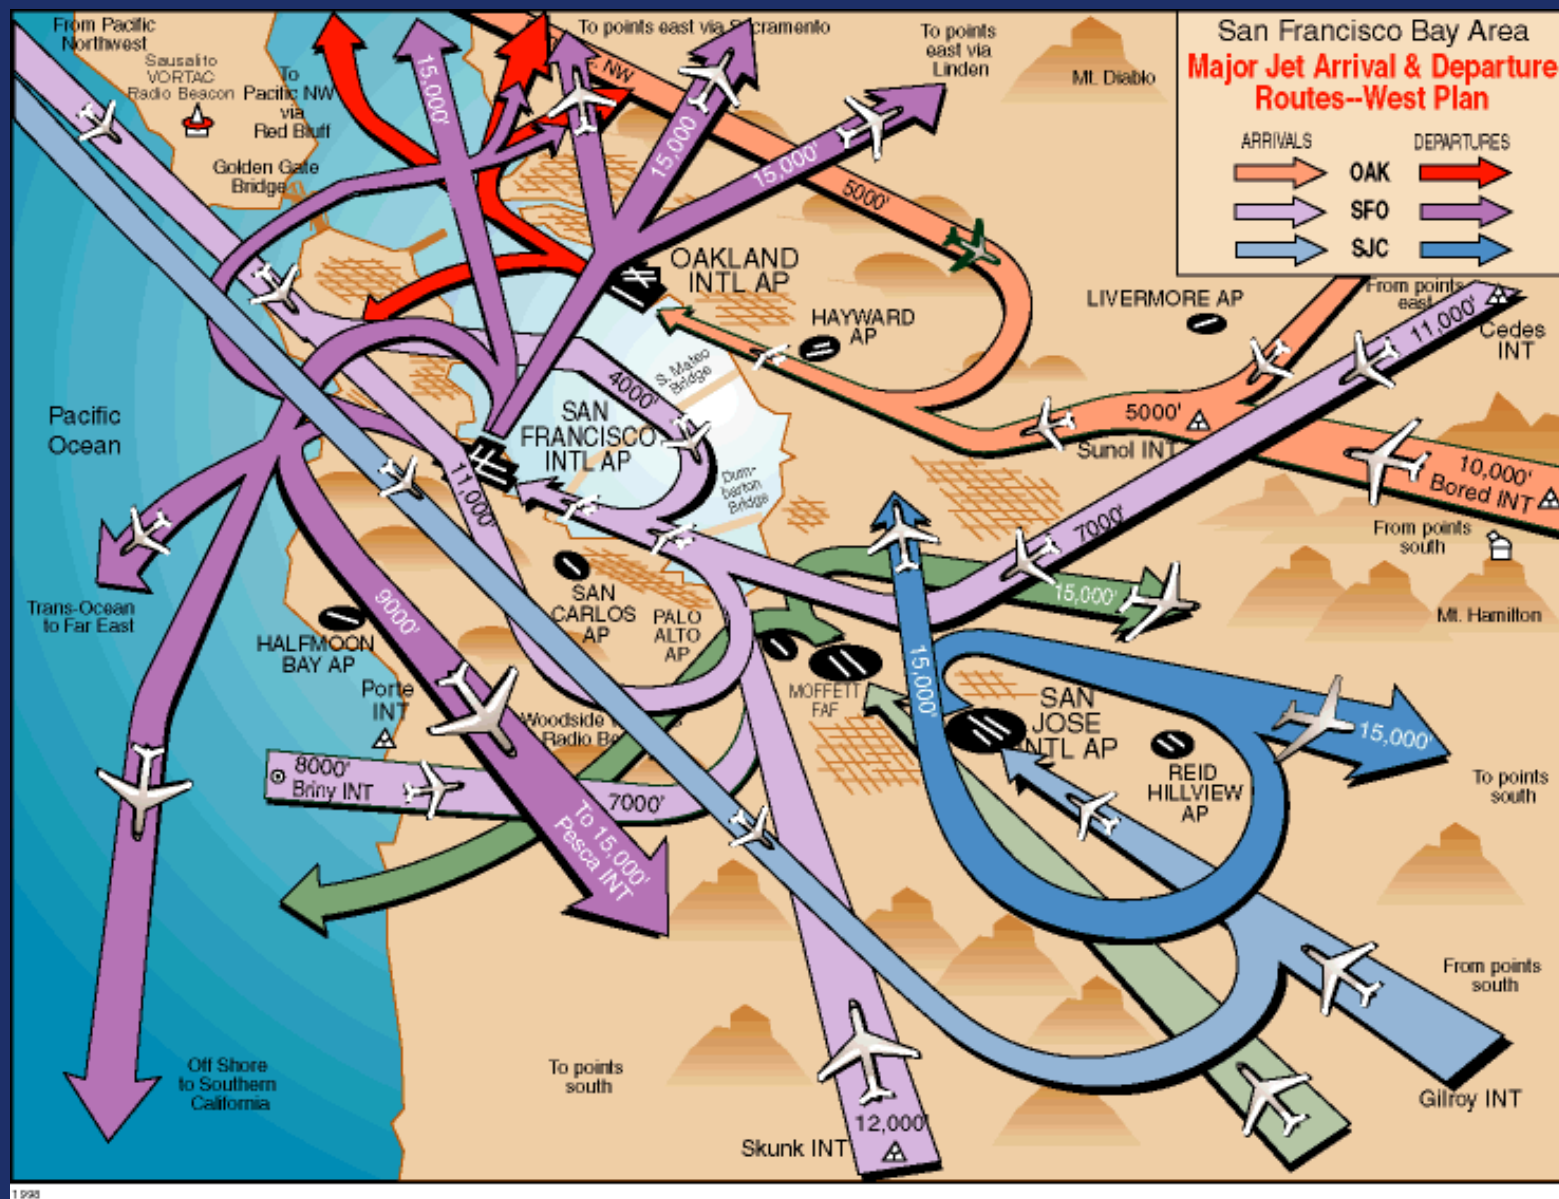 San Francisco Bay Area
Major Jet Arrival & Departure
Routes--West Plan
ARRIVALS
DEPARTURES
OAK
SFO
SJC
From Pacific
Northwest
Sausalito
VORTAC
Radio Beacon
To
Pacific NW
via
Red Bluff
Golden Gate
Bridge
To points east via Sacramento
NW
To points
east via
Linden
Mt. Diablo
15,000'
15,000
15,000'
5000'
OAKLAND
INTL AP
HAYWARD
AP
LIVERMORE AP
From points
east
11,000'
Cedes
INT
S. Mateo
Bridge
4000'
SAN
FRANCISCO
INTL AP
Dum-
barton
Bridge
5000'
Sunol INT
10,000'
Bored INT
From points
south
Pacific
Ocean
11,000'
7000'
Mt. Hamilton
15,000'
Trans-Ocean
to Far East
SAN
CARLOS
AP
PALO
ALTO
AP
9000'
HALFMOON
BAY AP
Porte
INT
MOFFETT
FAF
15,000'
SAN
JOSE
INTL AP
15,000'
REID
HILLVIEW
AP
To points
south
Woodside
Radio
8000'
Briny INT
7000'
To 15,000'
Pesca INT
From points
south
Off Shore
to Southern
California
To points
south
Skunk INT
12,000'
Gilroy INT
1998